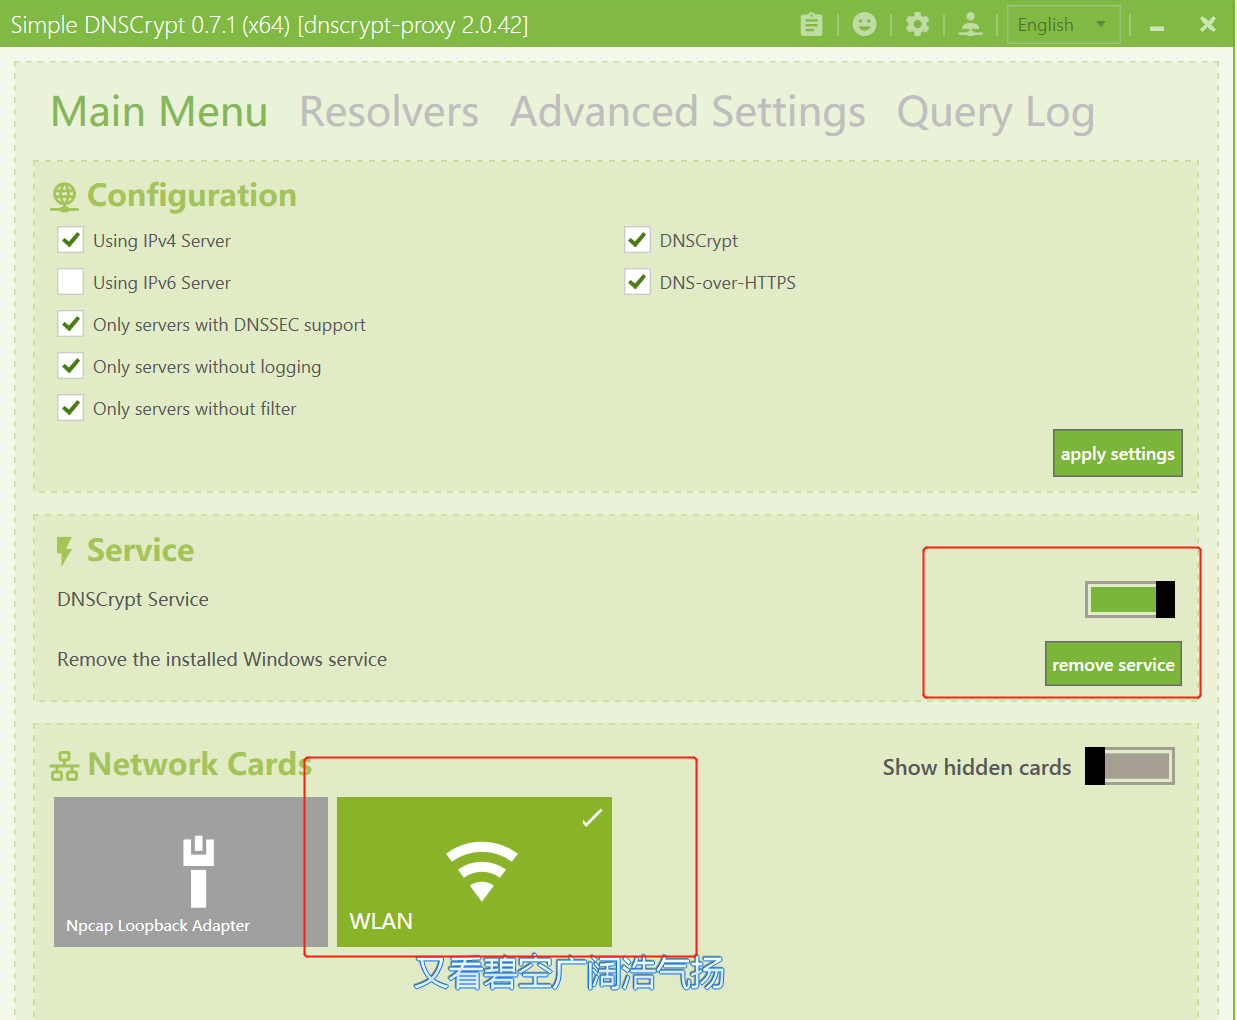 Simple DNSCrypt 0.7.1 (x64) [dnscrypt-proxy 2.0.42]
English
Main Menu Resolvers Advanced Settings Query Log
Configuration
Using IPv4 Server
DNSCrypt
Using IPv6 Server
DNS-over-HTTPS
Only servers with DNSSEC support
Only servers without logging
Only servers without filter
apply settings
Service
DNSCrypt Service
Remove the installed Windows service
remove service
Network Cards
Show hidden cards
Npcap Loopback Adapter
WLAN
又看碧空广阔浩气扬